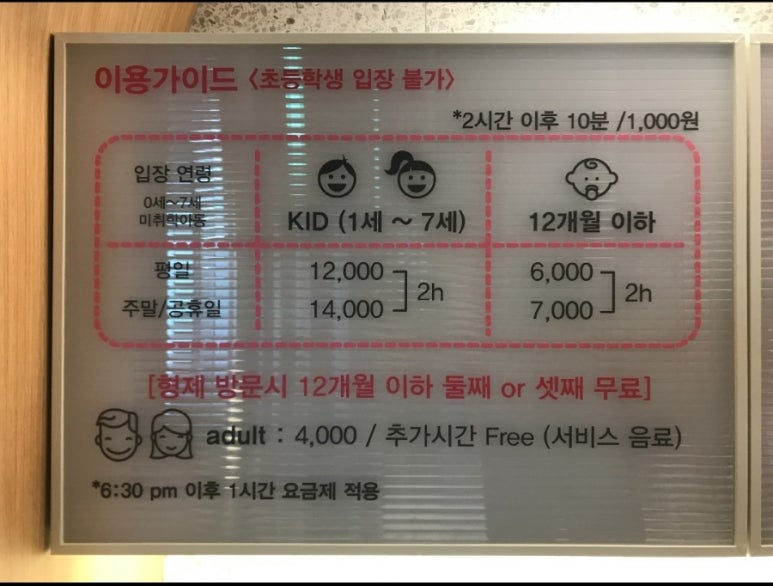 이용가이드 <초등학생 입장 불가>
*2시간 이후 10분 /1,000원
입장 연령
0세~7세
미취학아동
KID (1세 ~ 7세)
12개월 이하
평일
12,000
6,000
2h
2h
주말/공휴일
14,000
7,000
[형제 방문시 12개월 이하 둘째 or 셋째 무료]
adult : 4,000 / 추가시간 Free (서비스 음료)
*6:30 pm 이후 1시간 요금제 적용